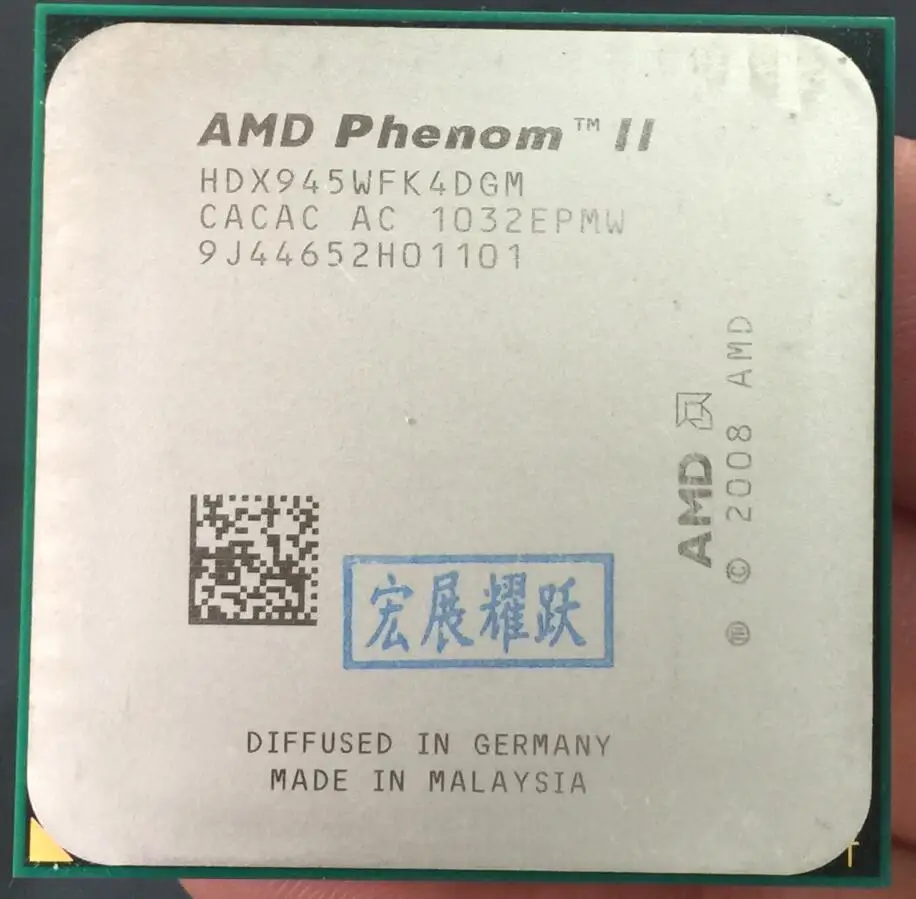 AMD Phenom™ II
HDX945WFK4DGM
CACAC AC 1032EPMW
9J44652H01101
AMD
® © 2008 AMD
宏展耀跃
DIFFUSED IN GERMANY
MADE IN MALAYSIA
T